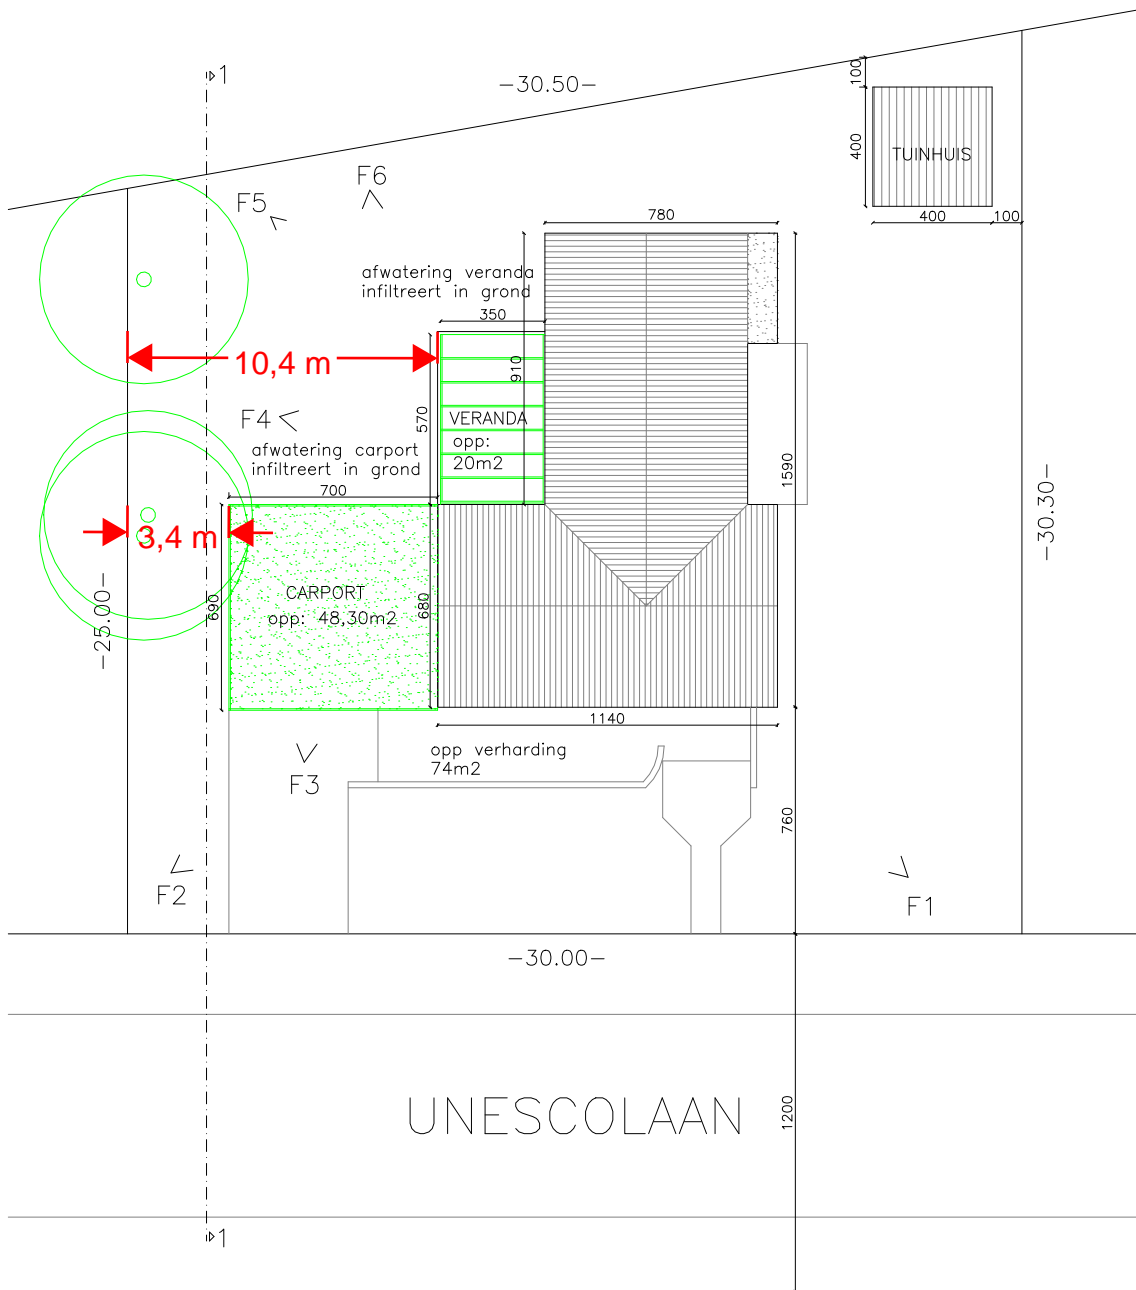 1
-30.50-
100
400
TUINHUIS
400
100
F6
F5
780
afwatering veranda
infiltreert in grond
350
10,4 m
910
570
F4
VERANDA
opp:
20m2
afwatering carport
infiltreert in grond
700
1590
-30.30-
3,4 m
-25.00-
690
CARPORT
opp: 48,30m2
680
1140
opp verharding
74m2
F3
760
F2
F1
-30.00-
UNESCOLAAN
1200
1